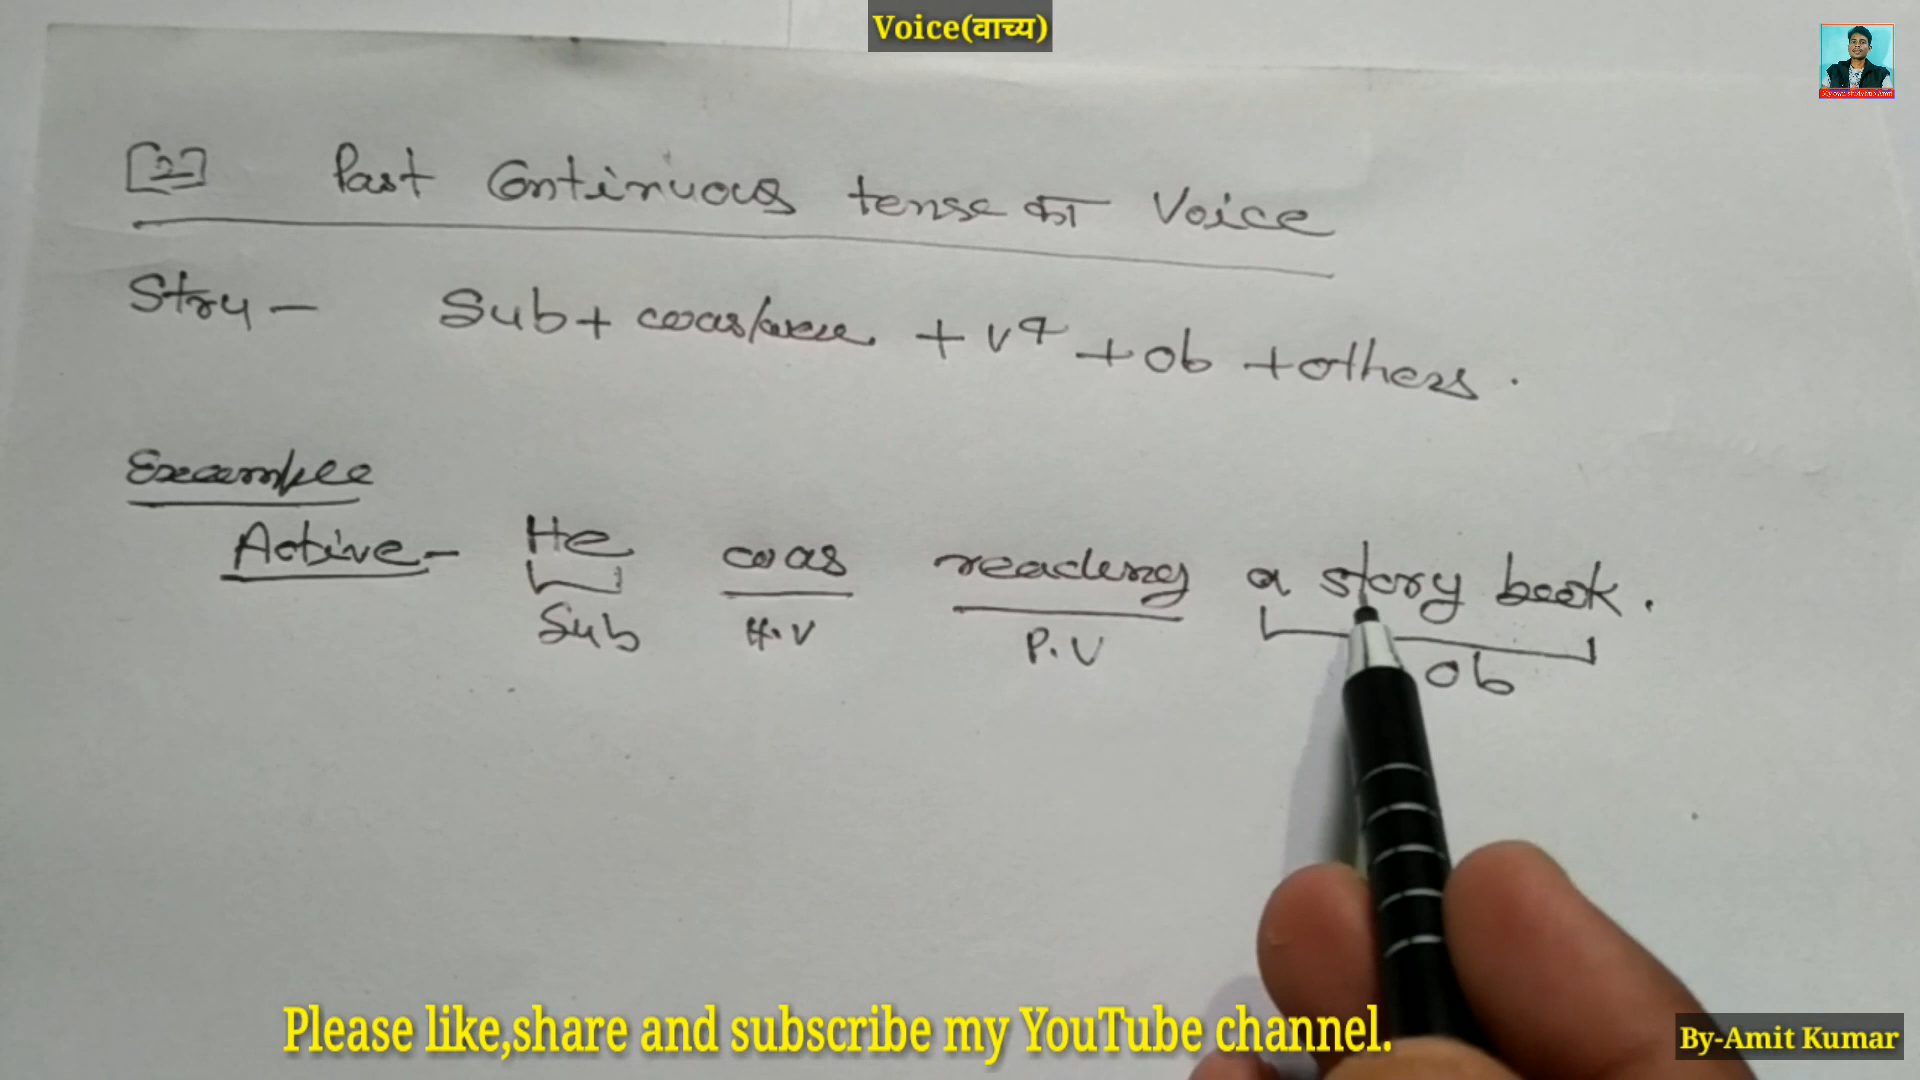 Voice(वाच्य)
[2] Past Continuous tense का Voice
Stru - Sub + was/were + v⁴ + ob + others.
Example
Active - He was reading a story book.
Sub H.V P.V ob
Please like,share and subscribe my YouTube channel.
By-Amit Kumar